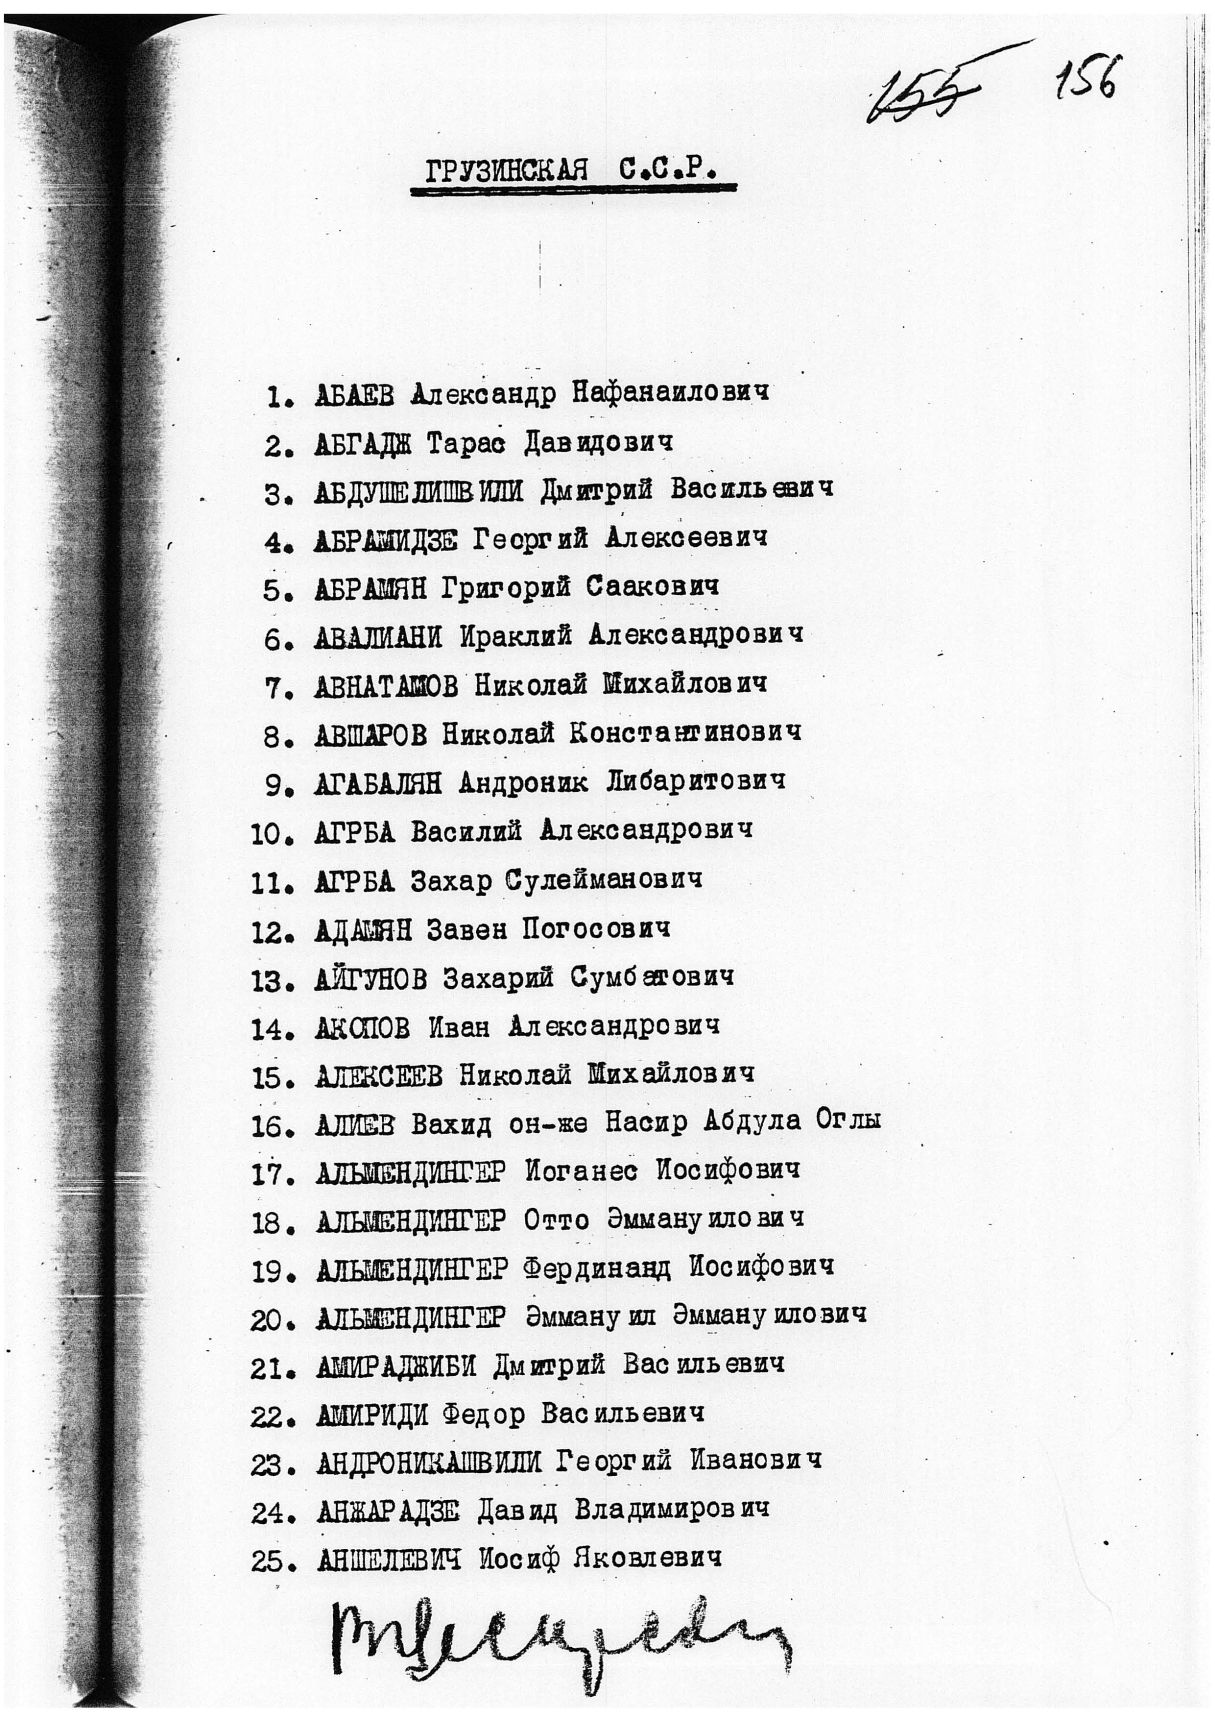 155 156
ГРУЗИНСКАЯ С.С.Р.
1. АБАЕВ Александр Нафанаилович
2. АБГАДЖ Тарас Давидович
3. АБДУШЕЛИШВИЛИ Дмитрий Васильевич
4. АБРАМИДЗЕ Георгий Алексеевич
5. АБРАМЯН Григорий Саакович
6. АВАЛИАНИ Ираклий Александрович
7. АВНАТАМОВ Николай Михайлович
8. АВШАРОВ Николай Константинович
9. АГАБАЛЯН Андроник Либаритович
10. АГРБА Василий Александрович
11. АГРБА Захар Сулейманович
12. АДАМЯН Завен Погосович
13. АЙГУНОВ Захарий Сумбатович
14. АКОПОВ Иван Александрович
15. АЛЕКСЕЕВ Николай Михайлович
16. АЛИЕВ Вахид он-же Насир Абдула Оглы
17. АЛЬМЕНДИНГЕР Иоганес Иосифович
18. АЛЬМЕНДИНГЕР Отто Эммануилович
19. АЛЬМЕНДИНГЕР Фердинанд Иосифович
20. АЛЬМЕНДИНГЕР Эммануил Эммануилович
21. АМИРАДЖИБИ Дмитрий Васильевич
22. АМИРИДИ Федор Васильевич
23. АНДРОНИКАШВИЛИ Георгий Иванович
24. АНЖАРАДЗЕ Давид Владимирович
25. АНШЕЛЕВИЧ Иосиф Яковлевич